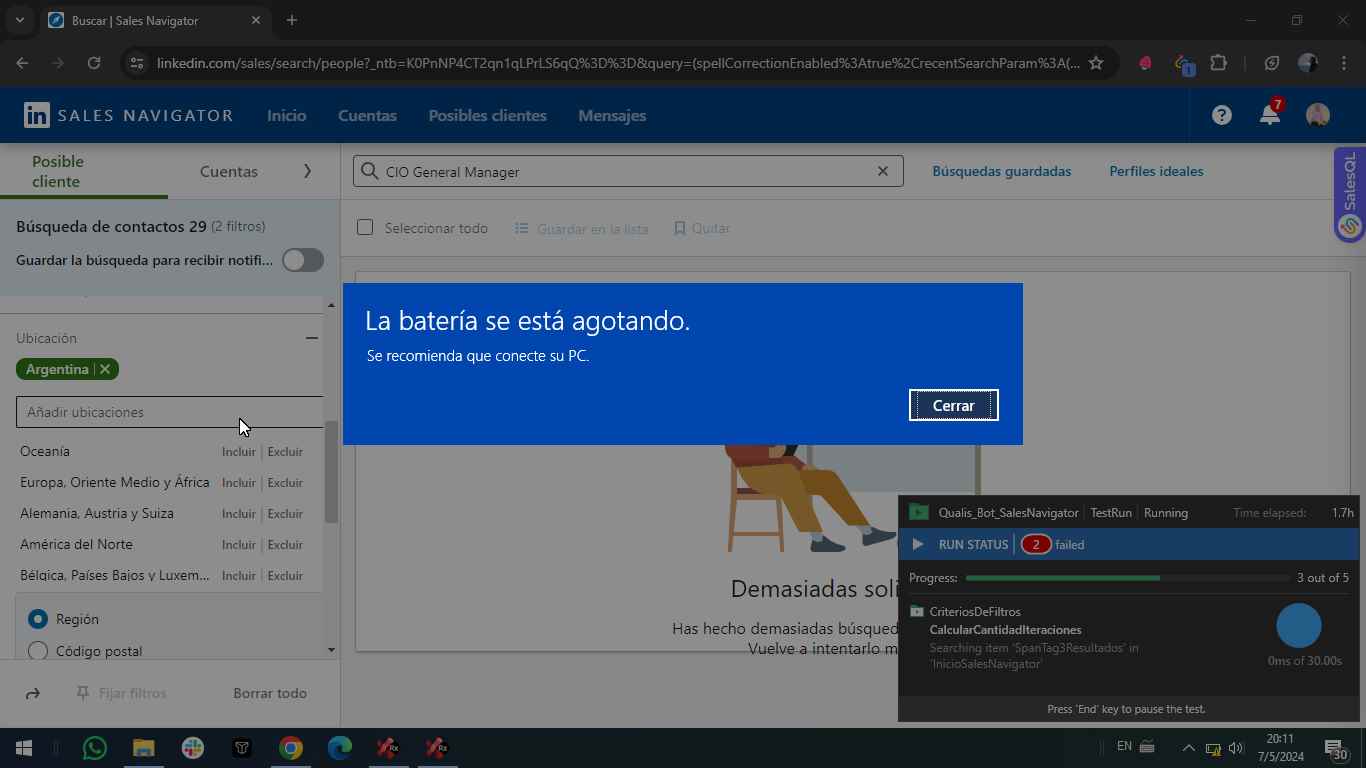 Buscar | Sales Navigator
linkedin.com/sales/search/people?_ntb=K0PnNP4CT2qn1qLPrLS6qQ%3D%3D&query=(spellCorrectionEnabled%3Atrue%2CrecentSearchParam%3A(...
1
in SALES NAVIGATOR
Inicio
Cuentas
Posibles clientes
Mensajes
7
Posible cliente
Cuentas
CIO General Manager
Búsquedas guardadas
Perfiles ideales
SalesQL
Búsqueda de contactos 29 (2 filtros)
Guardar la búsqueda para recibir notifi...
Seleccionar todo
Guardar en la lista
Quitar
Ubicación
Argentina
Añadir ubicaciones
Oceanía Incluir | Excluir
Europa, Oriente Medio y África Incluir | Excluir
Alemania, Austria y Suiza Incluir | Excluir
América del Norte Incluir | Excluir
Bélgica, Países Bajos y Luxem... Incluir | Excluir
Región
Código postal
Fijar filtros
Borrar todo
La batería se está agotando.
Se recomienda que conecte su PC.
Cerrar
Demasiadas soli
Has hecho demasiadas búsqued
Vuelve a intentarlo m
Qualis_Bot_SalesNavigator | TestRun | Running Time elapsed: 1.7h
RUN STATUS | 2 failed
Progress: 3 out of 5
CriteriosDeFiltros
CalcularCantidadIteraciones
Searching item 'SpanTag3Resultados' in
'InicioSalesNavigator'
0ms of 30.00s
Press 'End' key to pause the test.
Rx
Rx
EN
20:11
7/5/2024
30